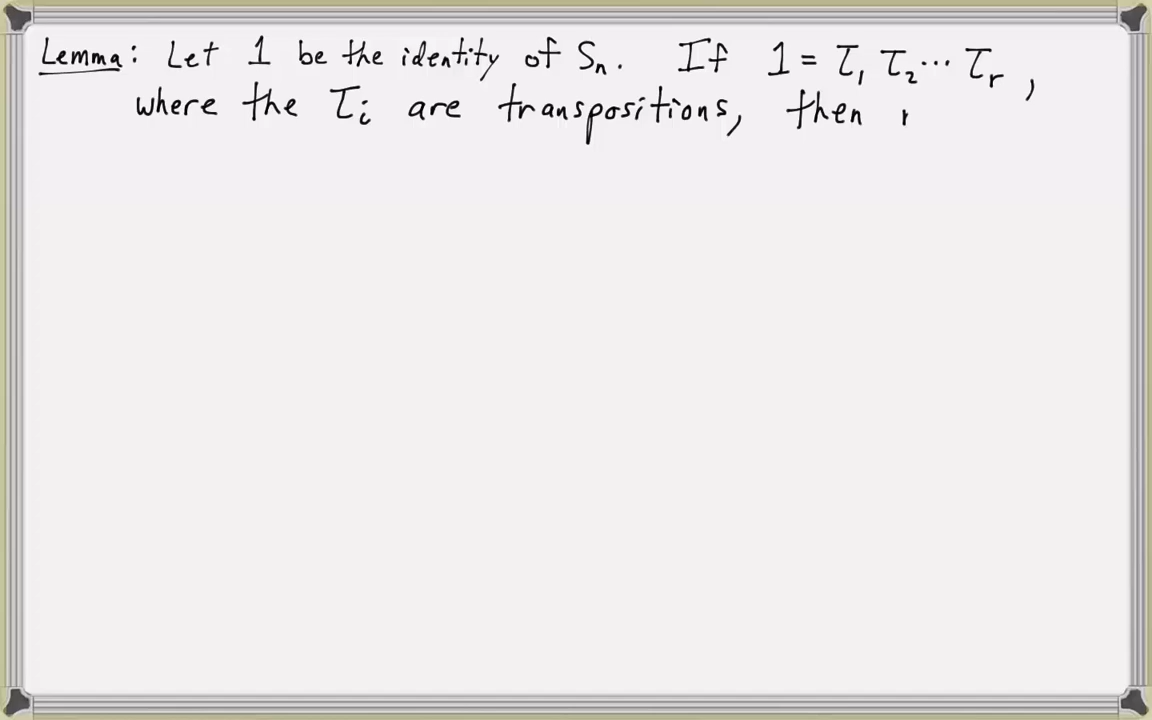 Lemma: Let 1 be the identity of Sₙ. If 1 = τ₁ τ₂ ⋯ τᵣ,
where the τᵢ are transpositions, then